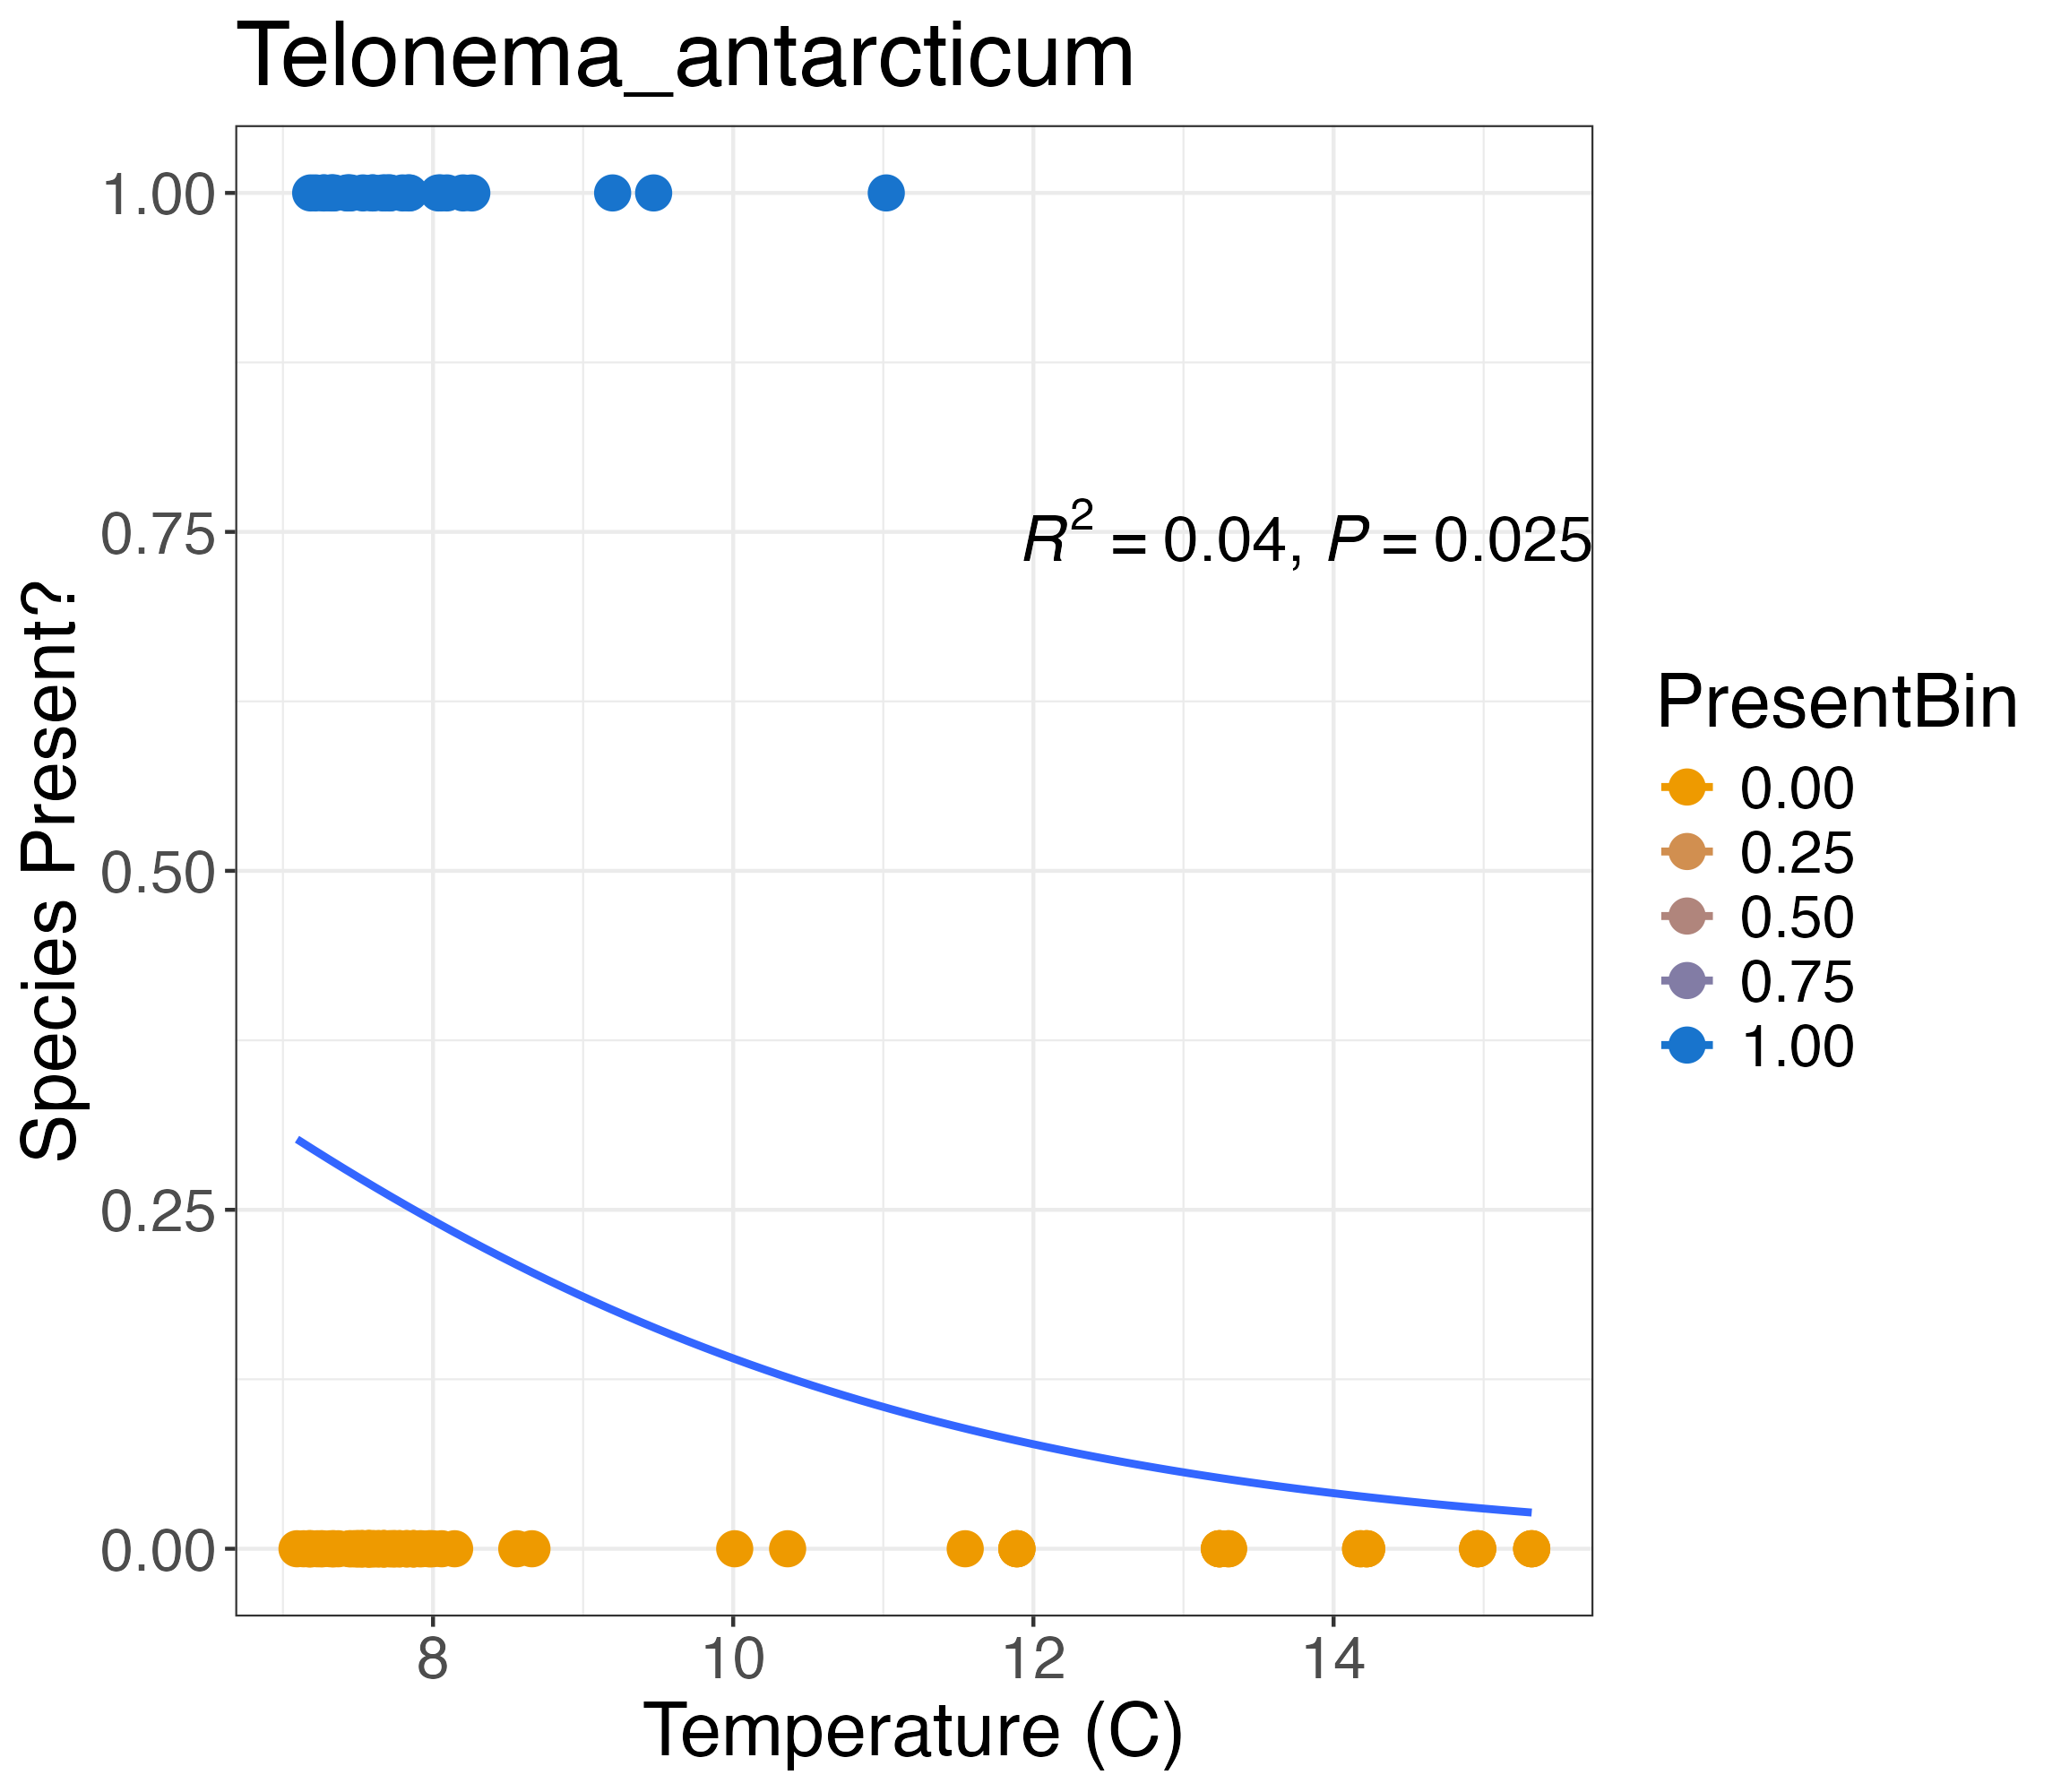 Telonema_antarcticum
1.00
0.75
0.50
0.25
0.00
Species Present?
R² = 0.04, P = 0.025
8 10 12 14
Temperature (C)
PresentBin
0.00
0.25
0.50
0.75
1.00